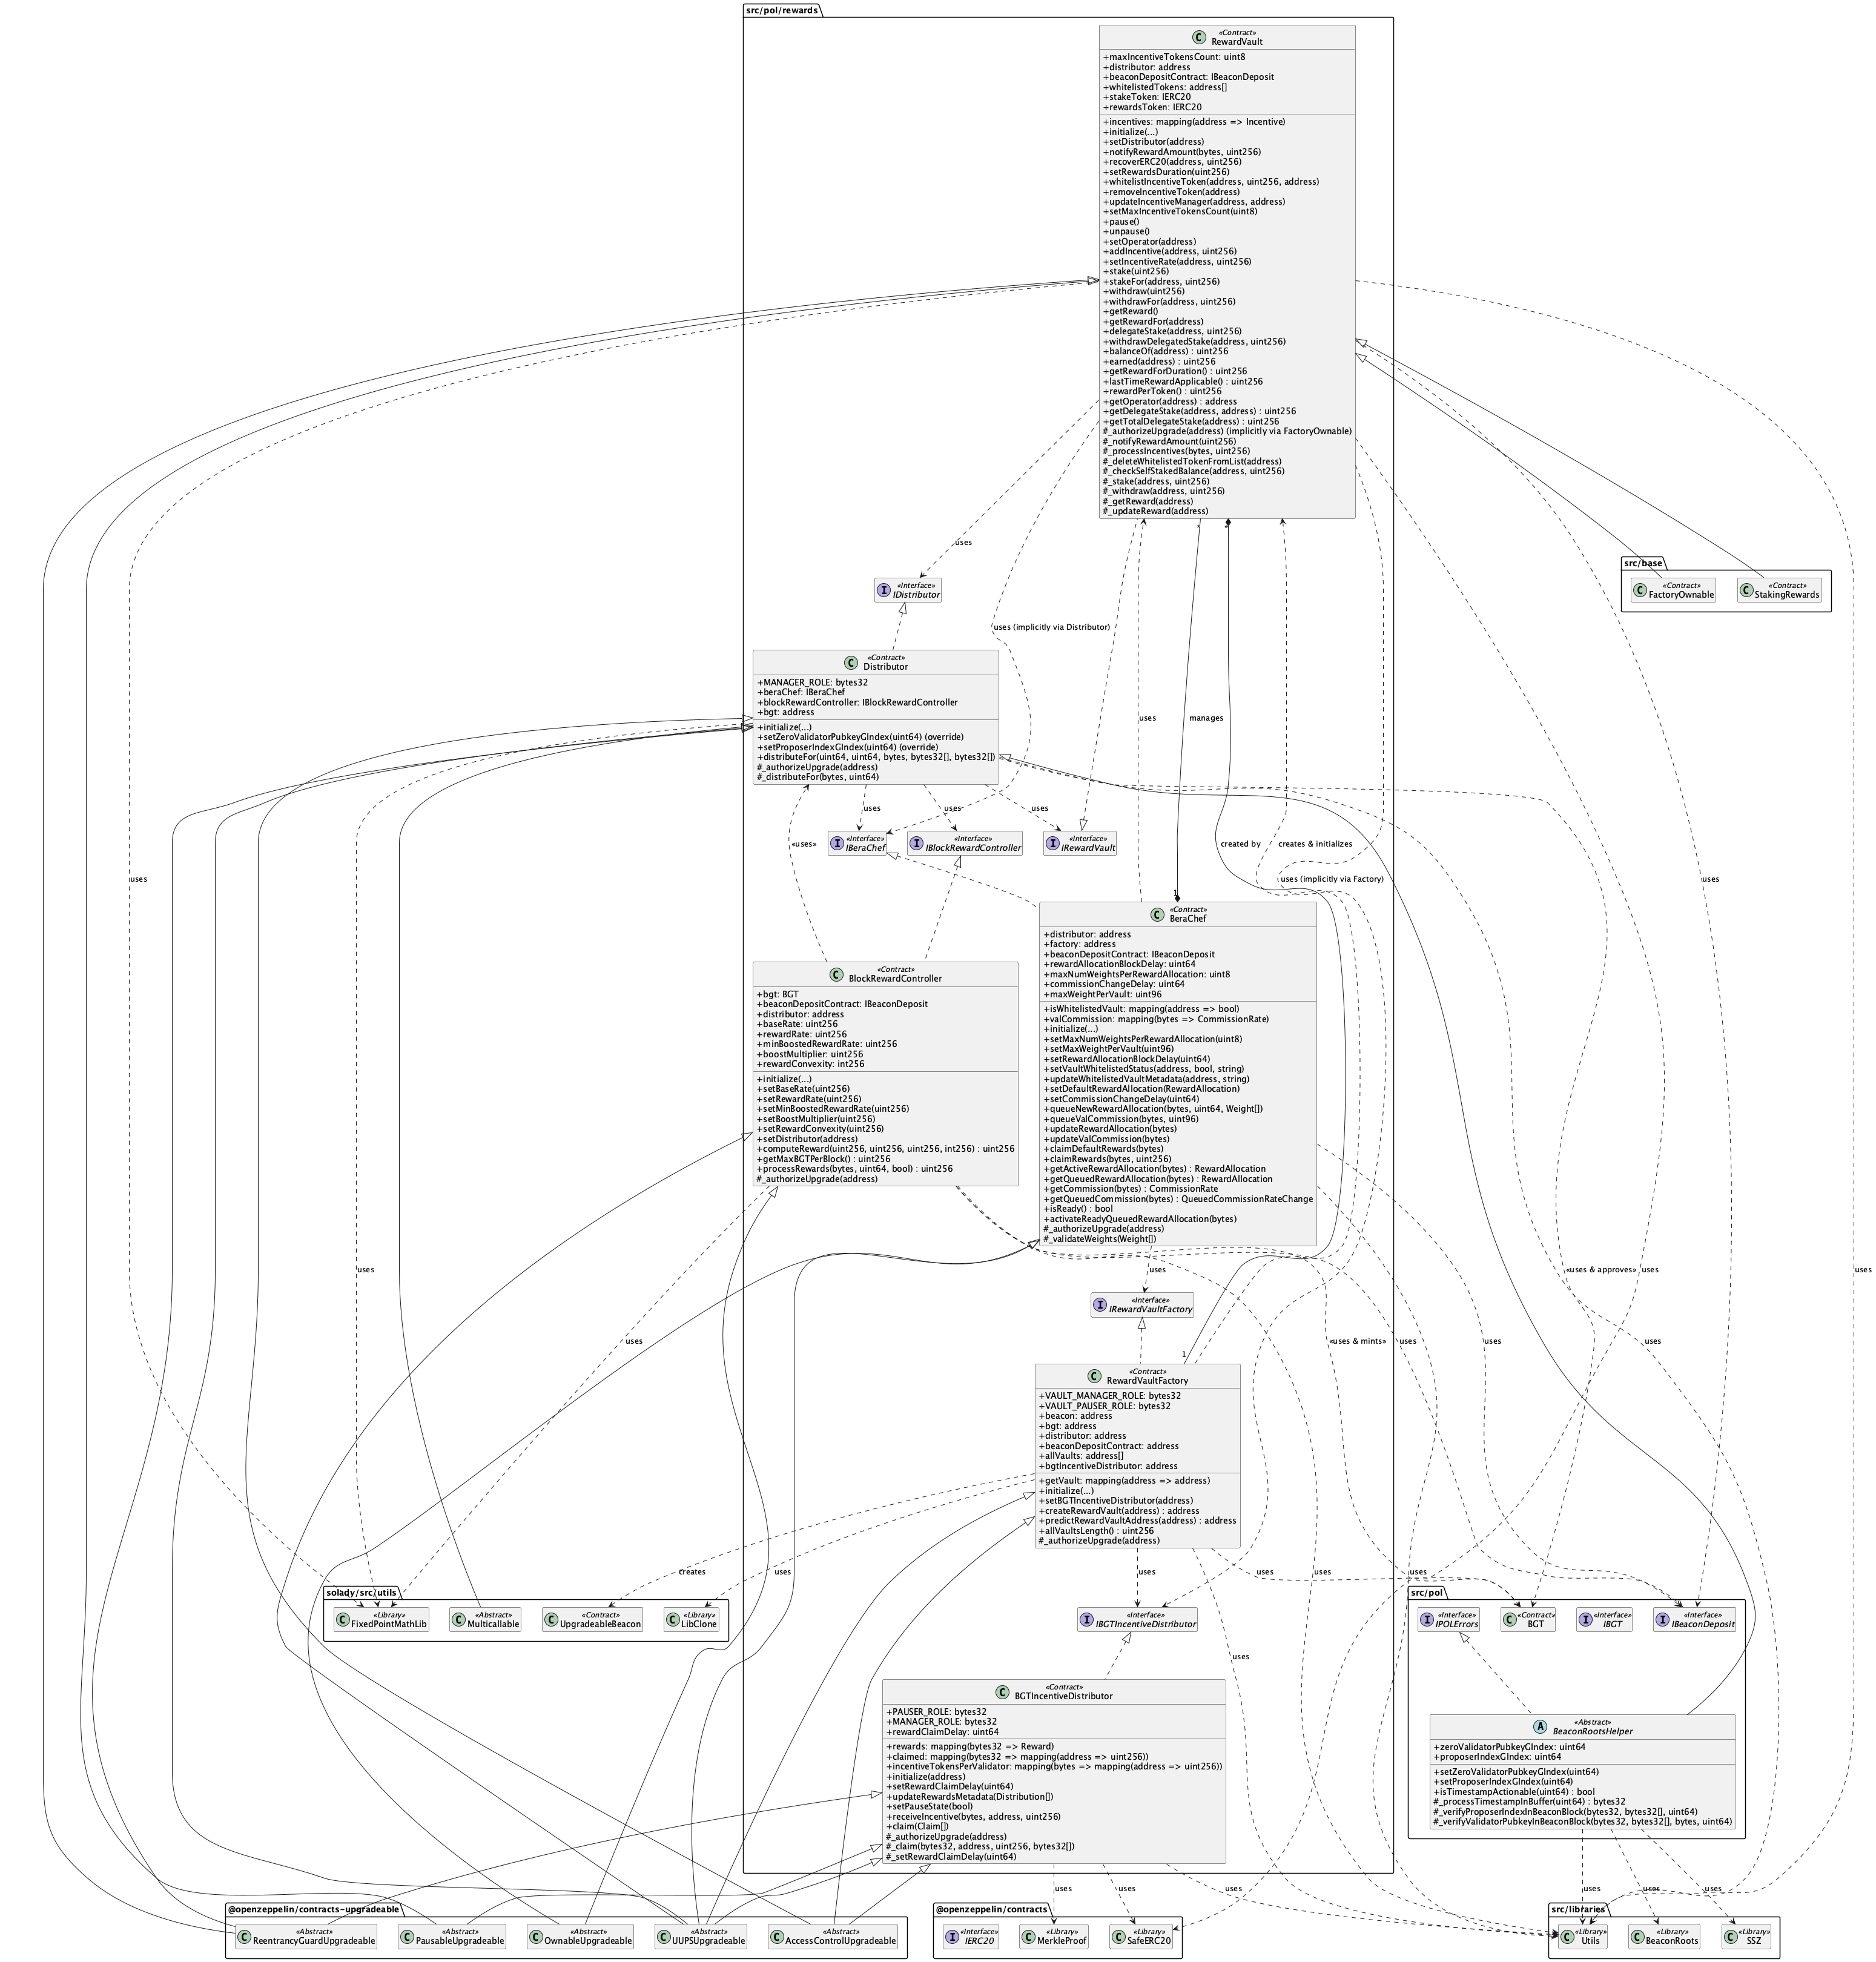 src/pol/rewards
«Contract»
C RewardVault
+maxIncentiveTokensCount: uint8
+distributor: address
+beaconDepositContract: IBeaconDeposit
+whitelistedTokens: address[]
+stakeToken: IERC20
+rewardsToken: IERC20
+incentives: mapping(address => Incentive)
+initialize(...)
+setDistributor(address)
+notifyRewardAmount(bytes, uint256)
+recoverERC20(address, uint256)
+setRewardsDuration(uint256)
+whitelistIncentiveToken(address, uint256, address)
+removeIncentiveToken(address)
+updateIncentiveManager(address, address)
+setMaxIncentiveTokensCount(uint8)
+pause()
+unpause()
+setOperator(address)
+addIncentive(address, uint256)
+setIncentiveRate(address, uint256)
+stake(uint256)
+stakeFor(address, uint256)
+withdraw(uint256)
+withdrawFor(address, uint256)
+getReward()
+getRewardFor(address)
+delegateStake(address, uint256)
+withdrawDelegatedStake(address, uint256)
+balanceOf(address) : uint256
+earned(address) : uint256
+getRewardForDuration() : uint256
+lastTimeRewardApplicable() : uint256
+rewardPerToken() : uint256
+getOperator(address) : address
+getDelegateStake(address, address) : uint256
+getTotalDelegateStake(address) : uint256
#_authorizeUpgrade(address) (implicitly via FactoryOwnable)
#_notifyRewardAmount(uint256)
#_processIncentives(bytes, uint256)
#_deleteWhitelistedTokenFromList(address)
#_checkSelfStakedBalance(address, uint256)
#_stake(address, uint256)
#_withdraw(address, uint256)
#_getReward(address)
#_updateReward(address)
uses
src/base
«Contract»
C FactoryOwnable
«Contract»
C StakingRewards
«Interface»
I IDistributor
uses (implicitly via Distributor)
«Contract»
C Distributor
+MANAGER_ROLE: bytes32
+beraChef: IBeraChef
+blockRewardController: IBlockRewardController
+bgt: address
+initialize(...)
+setZeroValidatorPubkeyGIndex(uint64) (override)
+setProposerIndexGIndex(uint64) (override)
+distributeFor(uint64, uint64, bytes, bytes32[], bytes32[])
#_authorizeUpgrade(address)
#_distributeFor(bytes, uint64)
uses
manages
uses
uses
uses
«uses»
«Interface»
I IBeraChef
«Interface»
I IBlockRewardController
«Interface»
I IRewardVault
created by
creates & initializes
uses
uses (implicitly via Factory)
uses
1
«Contract»
C BeraChef
+distributor: address
+factory: address
+beaconDepositContract: IBeaconDeposit
+rewardAllocationBlockDelay: uint64
+maxNumWeightsPerRewardAllocation: uint8
+commissionChangeDelay: uint64
+maxWeightPerVault: uint96
+isWhitelistedVault: mapping(address => bool)
+valCommission: mapping(bytes => CommissionRate)
+initialize(...)
+setMaxNumWeightsPerRewardAllocation(uint8)
+setMaxWeightPerVault(uint96)
+setRewardAllocationBlockDelay(uint64)
+setVaultWhitelistedStatus(address, bool, string)
+updateWhitelistedVaultMetadata(address, string)
+setDefaultRewardAllocation(RewardAllocation)
+setCommissionChangeDelay(uint64)
+queueNewRewardAllocation(bytes, uint64, Weight[])
+queueValCommission(bytes, uint96)
+updateRewardAllocation(bytes)
+updateValCommission(bytes)
+claimDefaultRewards(bytes)
+claimRewards(bytes, uint256)
+getActiveRewardAllocation(bytes) : RewardAllocation
+getQueuedRewardAllocation(bytes) : RewardAllocation
+getCommission(bytes) : CommissionRate
+getQueuedCommission(bytes) : QueuedCommissionRateChange
+isReady() : bool
+activateReadyQueuedRewardAllocation(bytes)
#_authorizeUpgrade(address)
#_validateWeights(Weight[])
«Contract»
C BlockRewardController
+bgt: BGT
+beaconDepositContract: IBeaconDeposit
+distributor: address
+baseRate: uint256
+rewardRate: uint256
+minBoostedRewardRate: uint256
+boostMultiplier: uint256
+rewardConvexity: int256
+initialize(...)
+setBaseRate(uint256)
+setRewardRate(uint256)
+setMinBoostedRewardRate(uint256)
+setBoostMultiplier(uint256)
+setRewardConvexity(uint256)
+setDistributor(address)
+computeReward(uint256, uint256, uint256, int256) : uint256
+getMaxBGTPerBlock() : uint256
+processRewards(bytes, uint64, bool) : uint256
#_authorizeUpgrade(address)
uses
uses
«uses & approves»
uses
uses
«Interface»
I IRewardVaultFactory
uses
«uses & mints»
uses
uses
uses
1
«Contract»
C RewardVaultFactory
+VAULT_MANAGER_ROLE: bytes32
+VAULT_PAUSER_ROLE: bytes32
+beacon: address
+bgt: address
+distributor: address
+beaconDepositContract: address
+allVaults: address[]
+bgtIncentiveDistributor: address
+getVault: mapping(address => address)
+initialize(...)
+setBGTIncentiveDistributor(address)
+createRewardVault(address) : address
+predictRewardVaultAddress(address) : address
+allVaultsLength() : uint256
#_authorizeUpgrade(address)
creates
uses
uses
uses
uses
uses
solady/src/utils
«Library»
C FixedPointMathLib
«Abstract»
C Multicallable
«Contract»
C UpgradeableBeacon
«Library»
C LibClone
«Interface»
I IBGTIncentiveDistributor
src/pol
«Interface»
I IPOLErrors
«Contract»
C BGT
«Interface»
I IBGT
«Interface»
I IBeaconDeposit
uses
«Contract»
C BGTIncentiveDistributor
+PAUSER_ROLE: bytes32
+MANAGER_ROLE: bytes32
+rewardClaimDelay: uint64
+rewards: mapping(bytes32 => Reward)
+claimed: mapping(bytes32 => mapping(address => uint256))
+incentiveTokensPerValidator: mapping(bytes => mapping(address => uint256))
+initialize(address)
+setRewardClaimDelay(uint64)
+updateRewardsMetadata(Distribution[])
+setPauseState(bool)
+receiveIncentive(bytes, address, uint256)
+claim(Claim[])
#_authorizeUpgrade(address)
#_claim(bytes32, address, uint256, bytes32[])
#_setRewardClaimDelay(uint64)
«Abstract»
A BeaconRootsHelper
+zeroValidatorPubkeyGIndex: uint64
+proposerIndexGIndex: uint64
+setZeroValidatorPubkeyGIndex(uint64)
+setProposerIndexGIndex(uint64)
+isTimestampActionable(uint64) : bool
#_processTimestampInBuffer(uint64) : bytes32
#_verifyProposerIndexInBeaconBlock(bytes32, bytes32[], uint64)
#_verifyValidatorPubkeyInBeaconBlock(bytes32, bytes32[], bytes, uint64)
uses
uses
uses
uses
uses
uses
@openzeppelin/contracts-upgradeable
«Abstract»
C ReentrancyGuardUpgradeable
«Abstract»
C PausableUpgradeable
«Abstract»
C OwnableUpgradeable
«Abstract»
C UUPSUpgradeable
«Abstract»
C AccessControlUpgradeable
@openzeppelin/contracts
«Interface»
I IERC20
«Library»
C MerkleProof
«Library»
C SafeERC20
src/libraries
«Library»
C Utils
«Library»
C BeaconRoots
«Library»
C SSZ